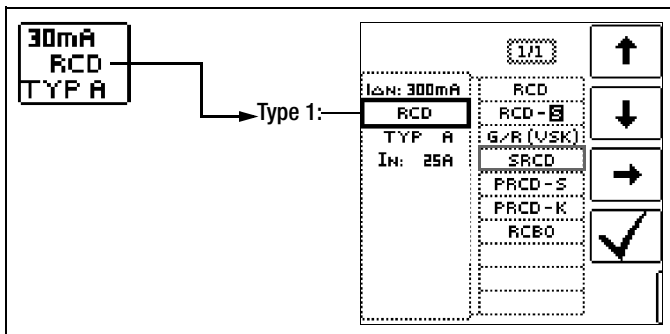 30mA
RCD
TYP A
Type 1:
1/1
I△N: 300mA
RCD
TYP A
IN: 25A
RCD
RCD-S
G/R (VSK)
SRCD
PRCD-S
PRCD-K
RCBO